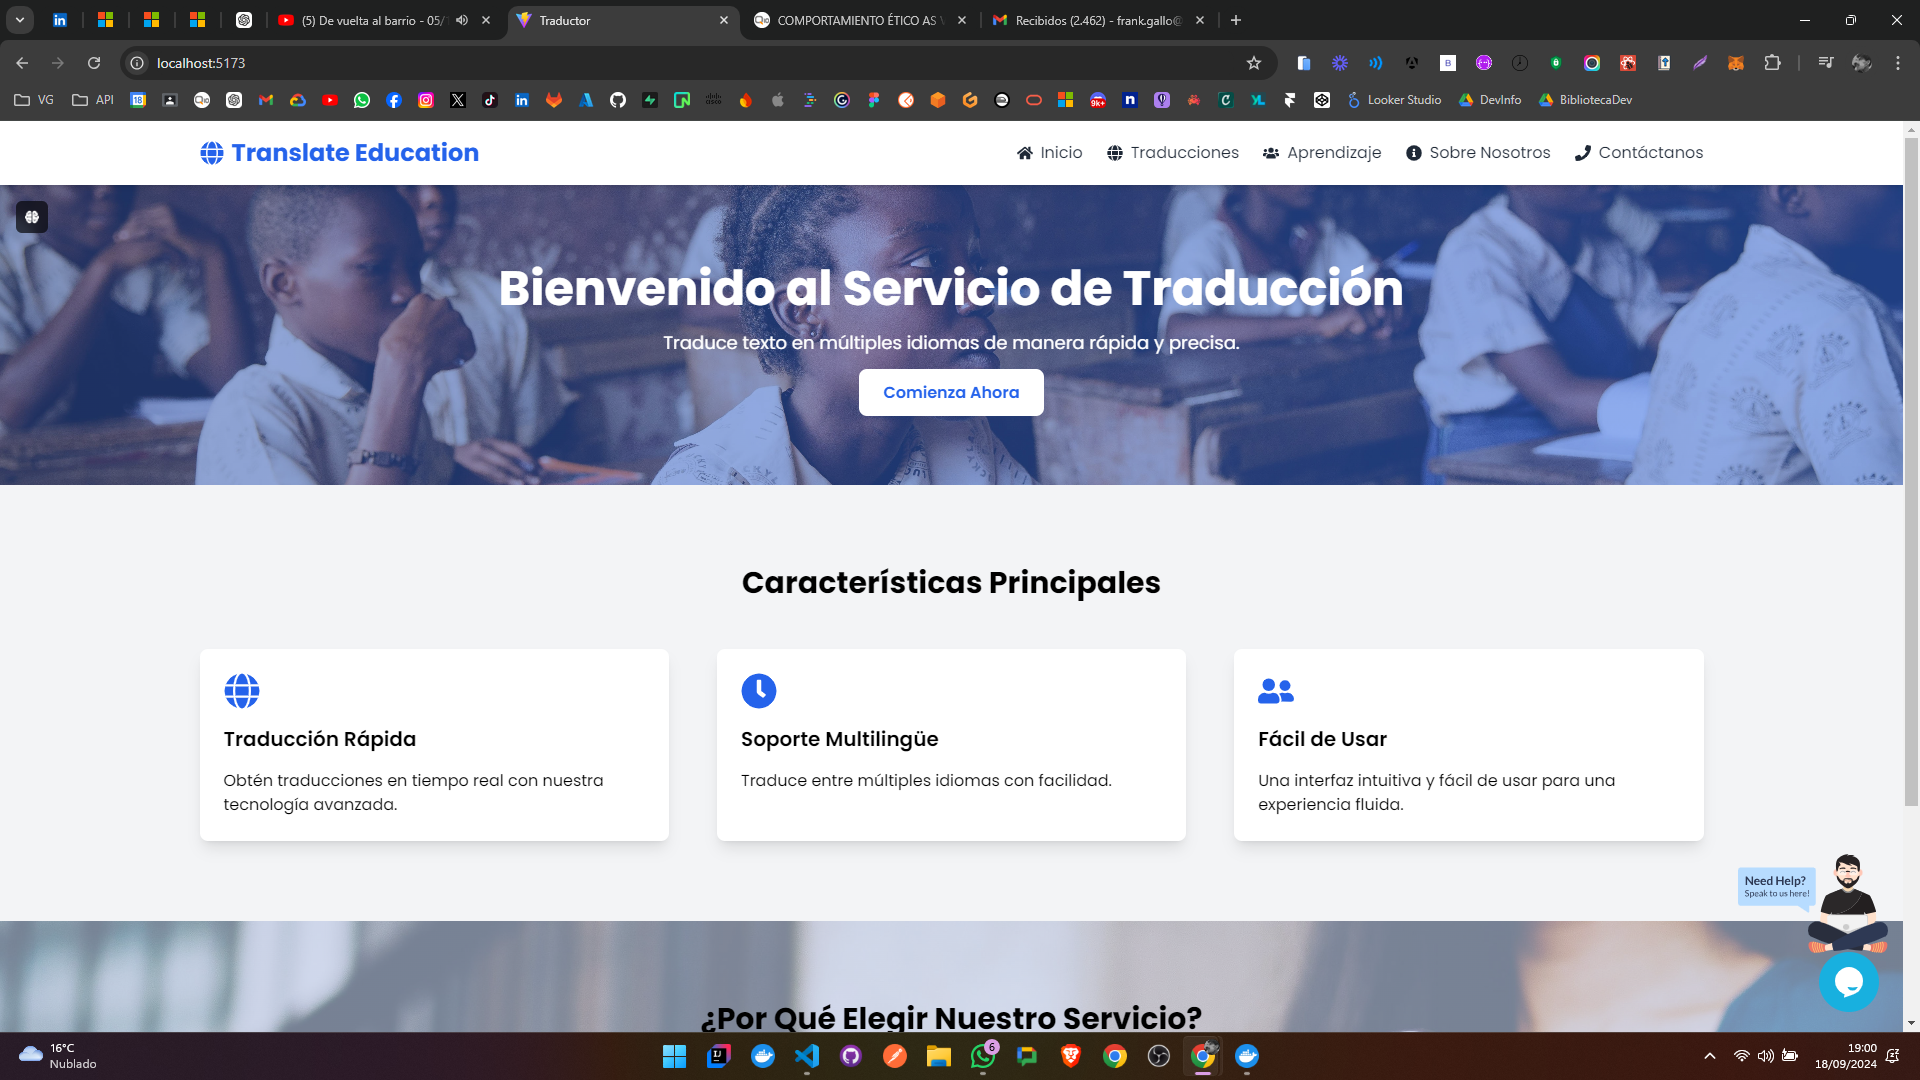 (5) De vuelta al barrio - 05/
Traductor
COMPORTAMIENTO ÉTICO AS
Recibidos (2.462) - frank.gallo@
localhost:5173
VG
API
Looker Studio
DevInfo
BibliotecaDev
Translate Education
Inicio
Traducciones
Aprendizaje
Sobre Nosotros
Contáctanos
Bienvenido al Servicio de Traducción
Traduce texto en múltiples idiomas de manera rápida y precisa.
Comienza Ahora
Características Principales
Traducción Rápida
Obtén traducciones en tiempo real con nuestra
tecnología avanzada.
Soporte Multilingüe
Traduce entre múltiples idiomas con facilidad.
Fácil de Usar
Una interfaz intuitiva y fácil de usar para una
experiencia fluida.
Need Help?
Speak to us here!
¿Por Qué Elegir Nuestro Servicio?
16°C
Nublado
6
19:00
18/09/2024